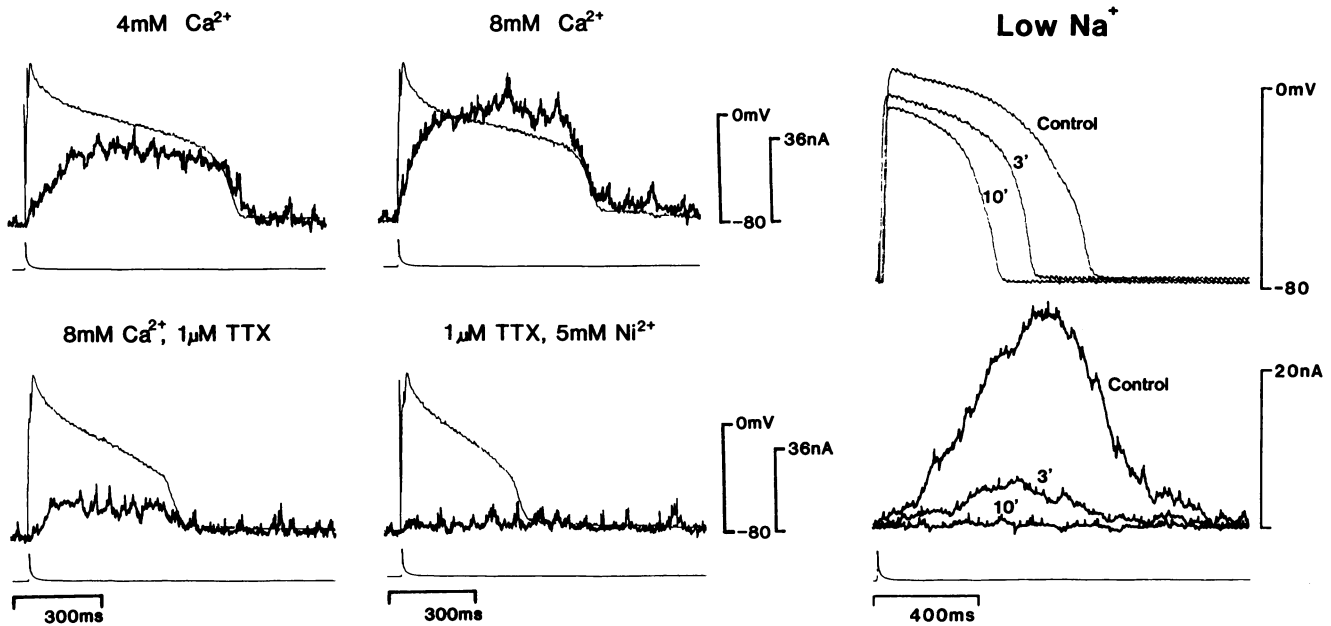 4mM Ca²⁺
8mM Ca²⁺
0mV
36nA
-80
8mM Ca²⁺, 1μM TTX
1μM TTX, 5mM Ni²⁺
0mV
36nA
-80
300ms
300ms
Low Na⁺
0mV
Control
3'
10'
-80
20nA
Control
3'
10'
400ms